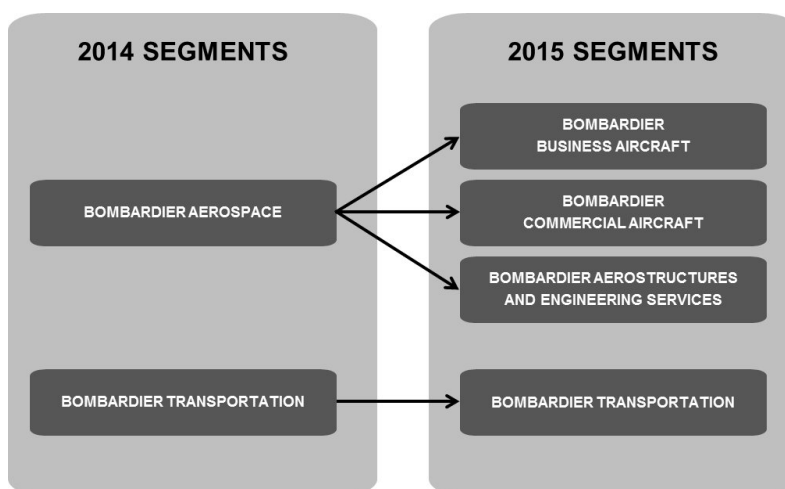 2014 SEGMENTS
BOMBARDIER AEROSPACE
BOMBARDIER TRANSPORTATION
2015 SEGMENTS
BOMBARDIER
BUSINESS AIRCRAFT
BOMBARDIER
COMMERCIAL AIRCRAFT
BOMBARDIER AEROSTRUCTURES
AND ENGINEERING SERVICES
BOMBARDIER TRANSPORTATION